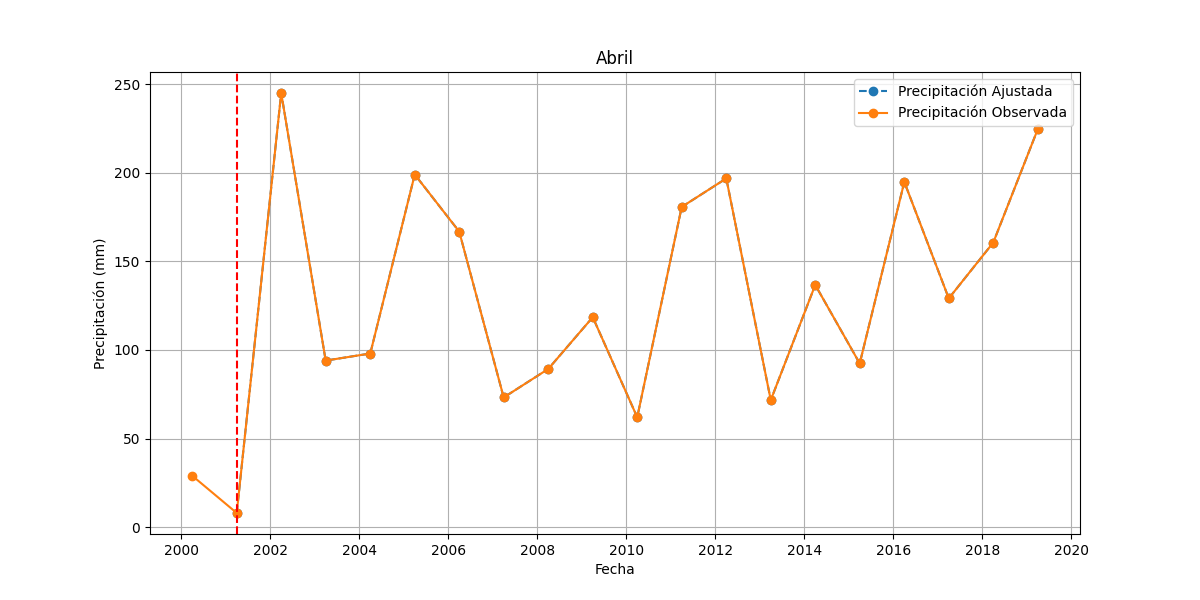 Abril
Precipitación Ajustada
Precipitación Observada
Precipitación (mm)
250
200
150
100
50
0
2000 2002 2004 2006 2008 2010 2012 2014 2016 2018 2020
Fecha